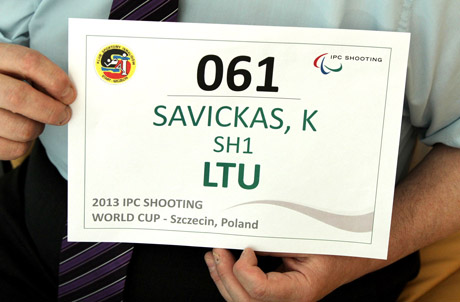 061
IPC SHOOTING
SAVICKAS, K
SH1
LTU
2013 IPC SHOOTING
WORLD CUP - Szczecin, Poland